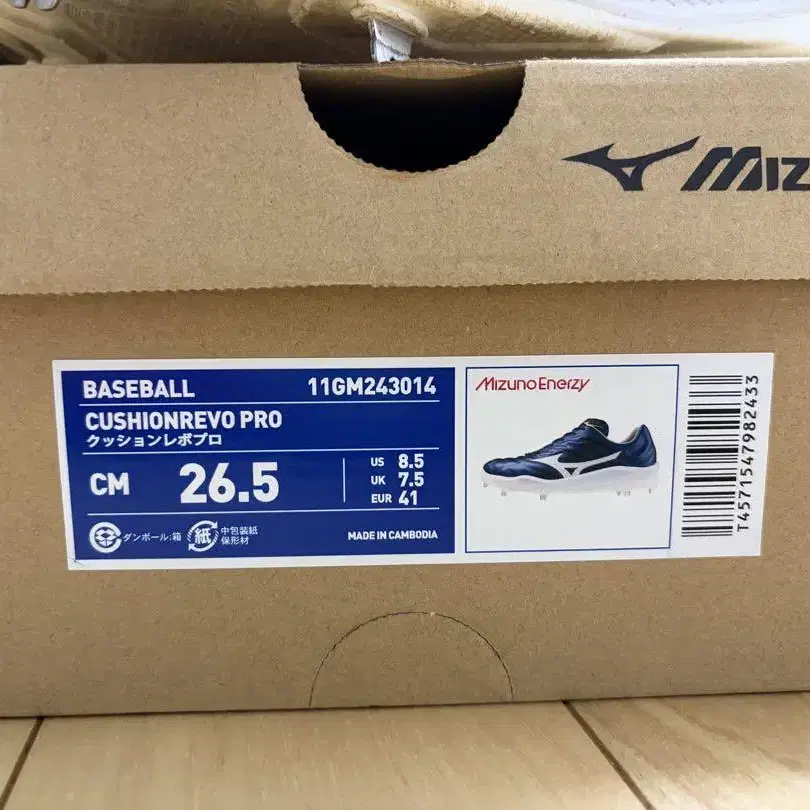 MIZ
BASEBALL 11GM243014
CUSHIONREVO PRO
クッションレボプロ
CM 26.5
US 8.5
UK 7.5
EUR 41
ダンボール:箱
紙
中包装紙
保形材
MADE IN CAMBODIA
MizunoEnerzy
T4571547982433